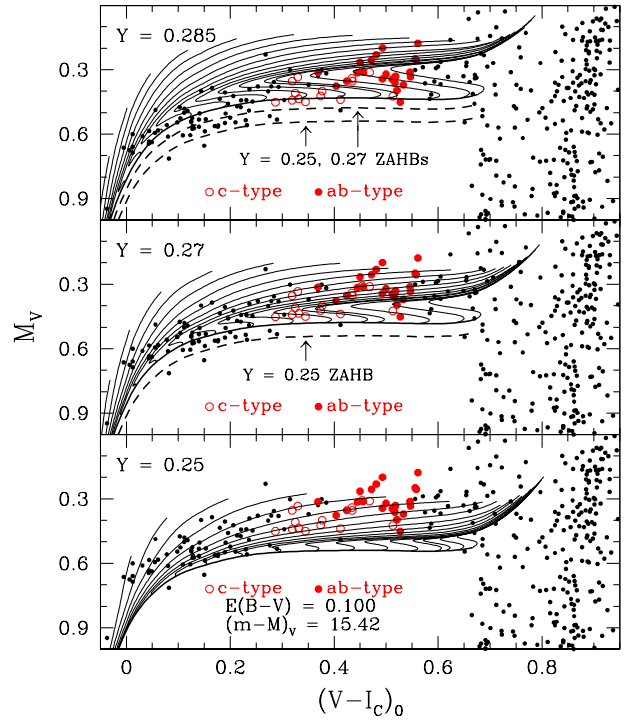 Y = 0.285
0.3
0.6
0.9
Y = 0.25, 0.27 ZAHBs
c-type ab-type
Y = 0.27
0.3
0.6
0.9
Y = 0.25 ZAHB
c-type ab-type
M_V
Y = 0.25
0.3
0.6
0.9
c-type ab-type
E(B−V) = 0.100
(m−M)_V = 15.42
0 0.2 0.4 0.6 0.8
(V−I_C)_0